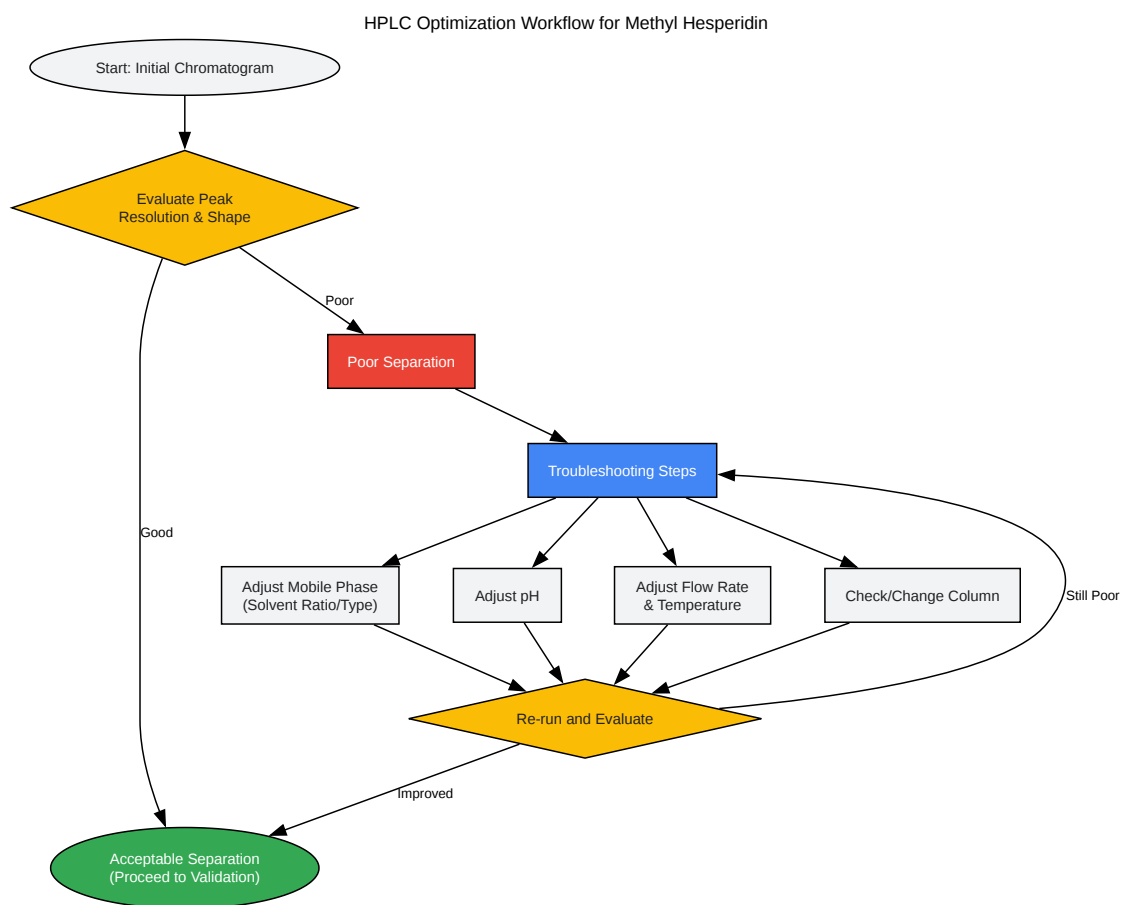 HPLC Optimization Workflow for Methyl Hesperidin
Start: Initial Chromatogram
Evaluate Peak
Resolution & Shape
Poor
Poor Separation
Troubleshooting Steps
Good
Adjust Mobile Phase
(Solvent Ratio/Type)
Adjust pH
Adjust Flow Rate
& Temperature
Check/Change Column
Still Poor
Re-run and Evaluate
Improved
Acceptable Separation
(Proceed to Validation)